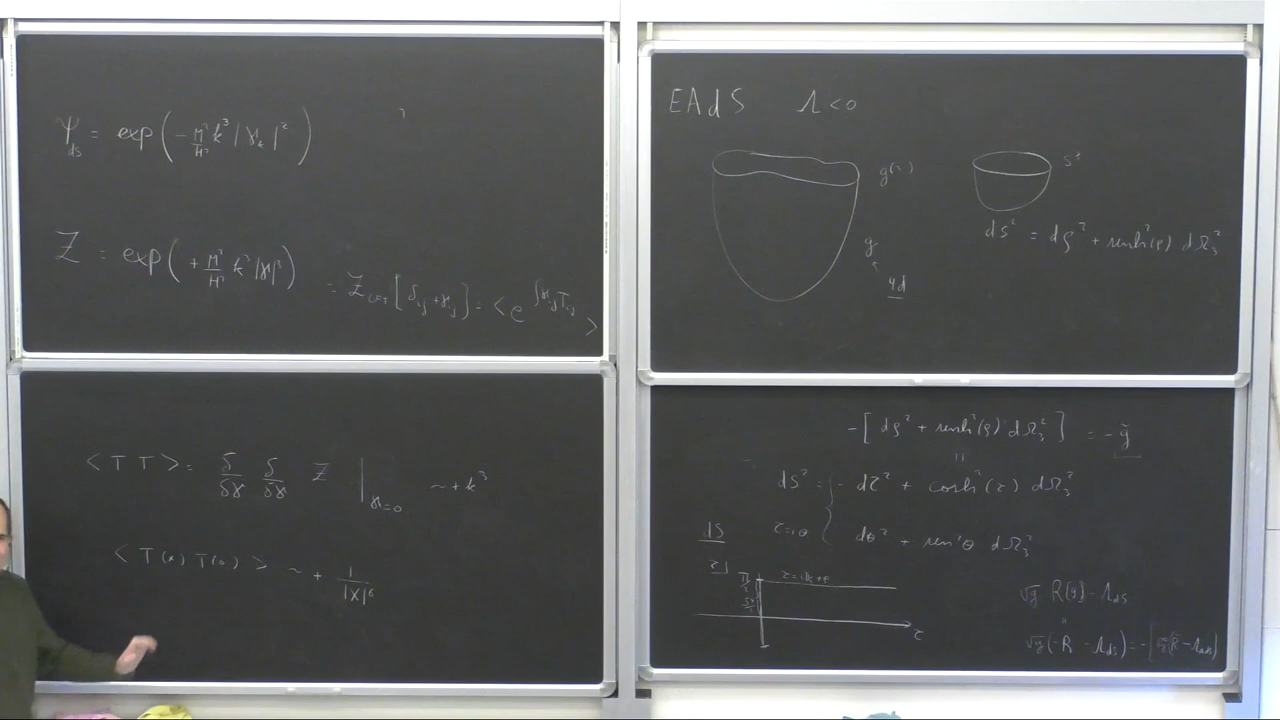 ψ_dS = exp(-M²/H² k³ |γ_k|²)
Z = exp(+M²/H² k³ |γ|²) = Z_CFT[δ_ij + γ_ij] = <e^{∫γ_ij T_ij}>
<T T> = δ/δγ δ/δγ Z |_{γ=0} ~ +k³
<T(x) T(0)> ~ + 1/|x|⁶
EAdS Λ<0
S³
g
4d
ds² = dρ² + sinh²(ρ) dΩ₃²
-[dρ² + sinh²(ρ) dΩ₃²] = -g̃
ds² = { -dτ² + cosh²(τ) dΩ₃²
dS
τ=iθ
dθ² + sen²θ dΩ₃²
τ
√g R[g] - Λ_dS
√g̃(-R - Λ_dS) = -[√g̃(R̃ - Λ_AdS)]